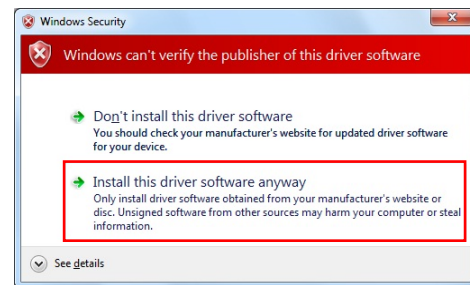 Windows Security
Windows can't verify the publisher of this driver software
Don't install this driver software
You should check your manufacturer's website for updated driver software
for your device.
Install this driver software anyway
Only install driver software obtained from your manufacturer's website or
disc. Unsigned software from other sources may harm your computer or steal
information.
See details